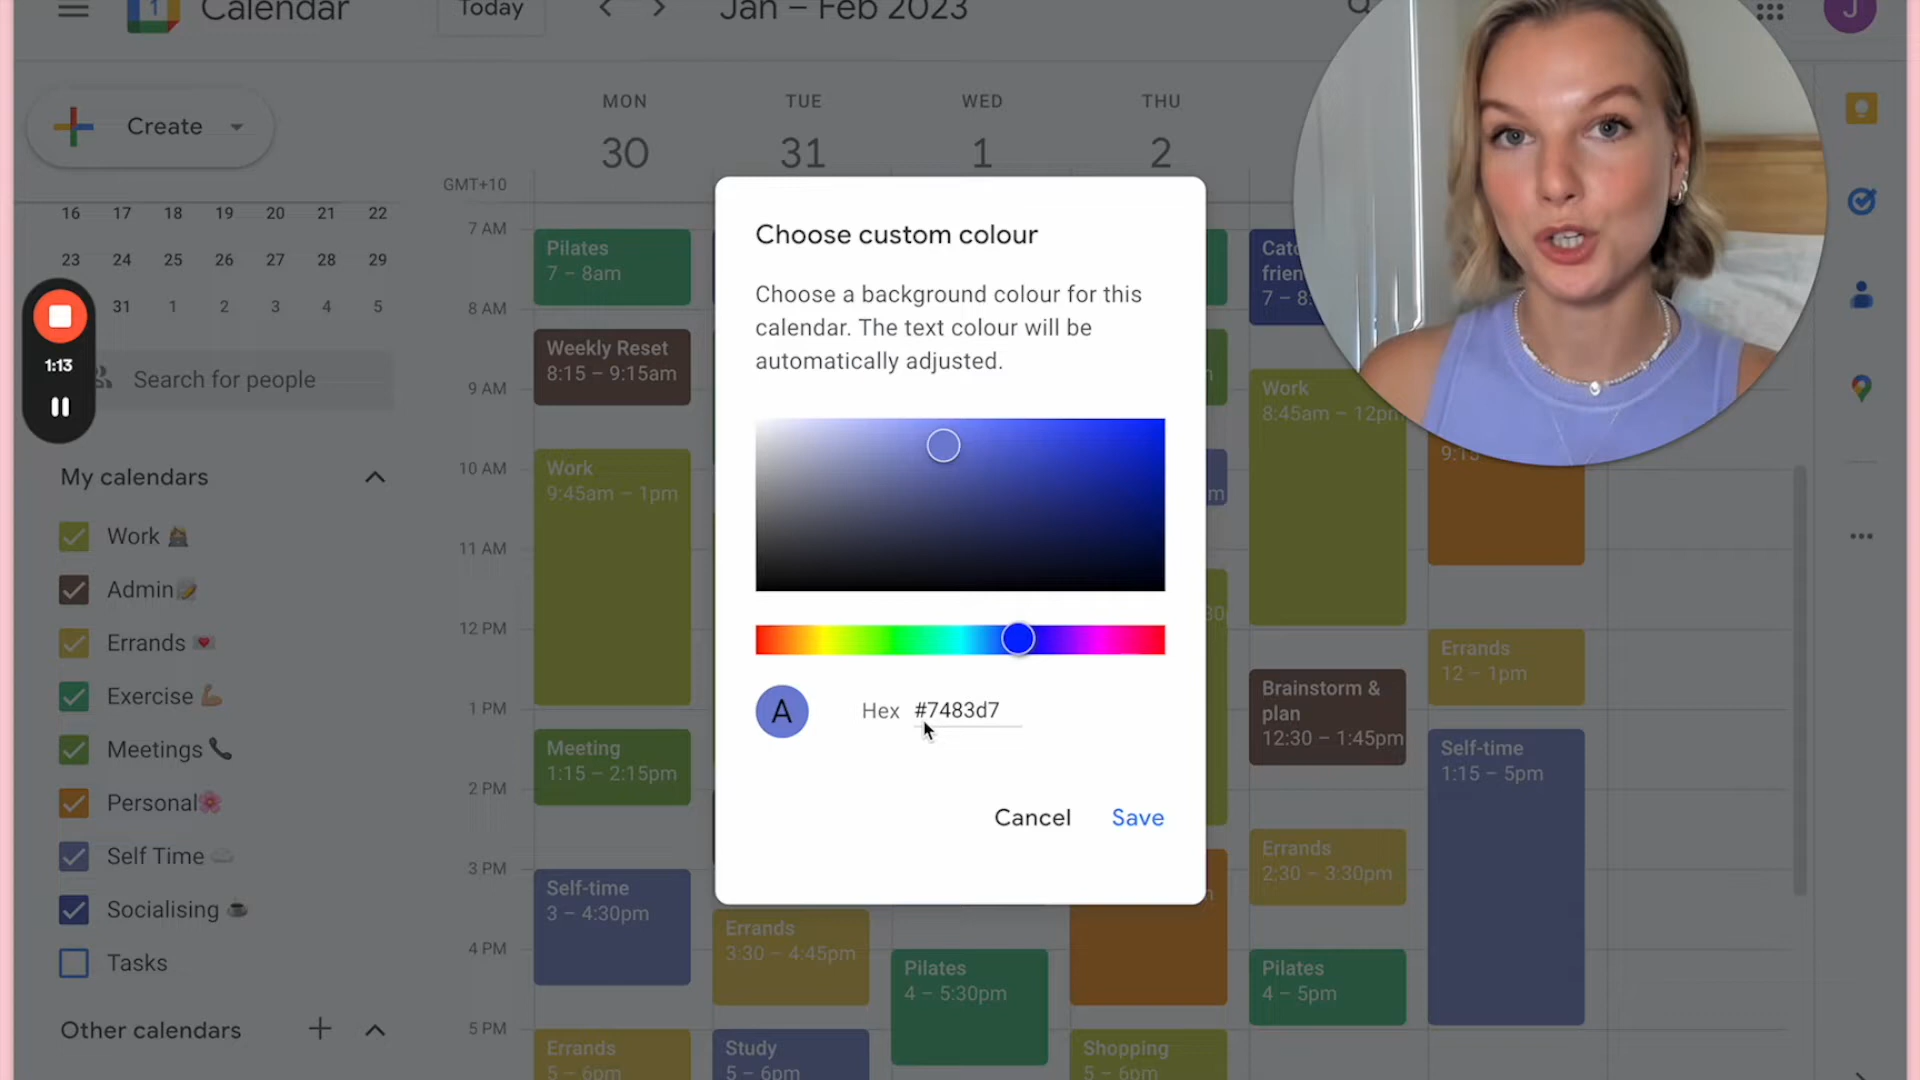 Calendar
Today
Jan – Feb 2023
J
1
Create
MON
TUE
WED
THU
30
31
1
2
GMT+10
16 17 18 19 20 21 22
23 24 25 26 27 28 29
31 1 2 3 4 5
1:13
Search for people
My calendars
Work
Admin
Errands
Exercise
Meetings
Personal
Self Time
Socialising
Tasks
Other calendars
7 AM
8 AM
9 AM
10 AM
11 AM
12 PM
1 PM
2 PM
3 PM
4 PM
5 PM
Pilates
7 – 8am
Weekly Reset
8:15 – 9:15am
Work
9:45am – 1pm
Meeting
1:15 – 2:15pm
Self-time
3 – 4:30pm
Errands
5 – 6pm
Choose custom colour
Choose a background colour for this
calendar. The text colour will be
automatically adjusted.
A
Hex #7483d7
Cancel
Save
Errands
3:30 – 4:45pm
Study
5 – 6pm
Pilates
4 – 5:30pm
Shopping
5 – 6pm
Work
8:45am – 12pm
Brainstorm &
plan
12:30 – 1:45pm
Errands
2:30 – 3:30pm
Pilates
4 – 5pm
Errands
12 – 1pm
Self-time
1:15 – 5pm